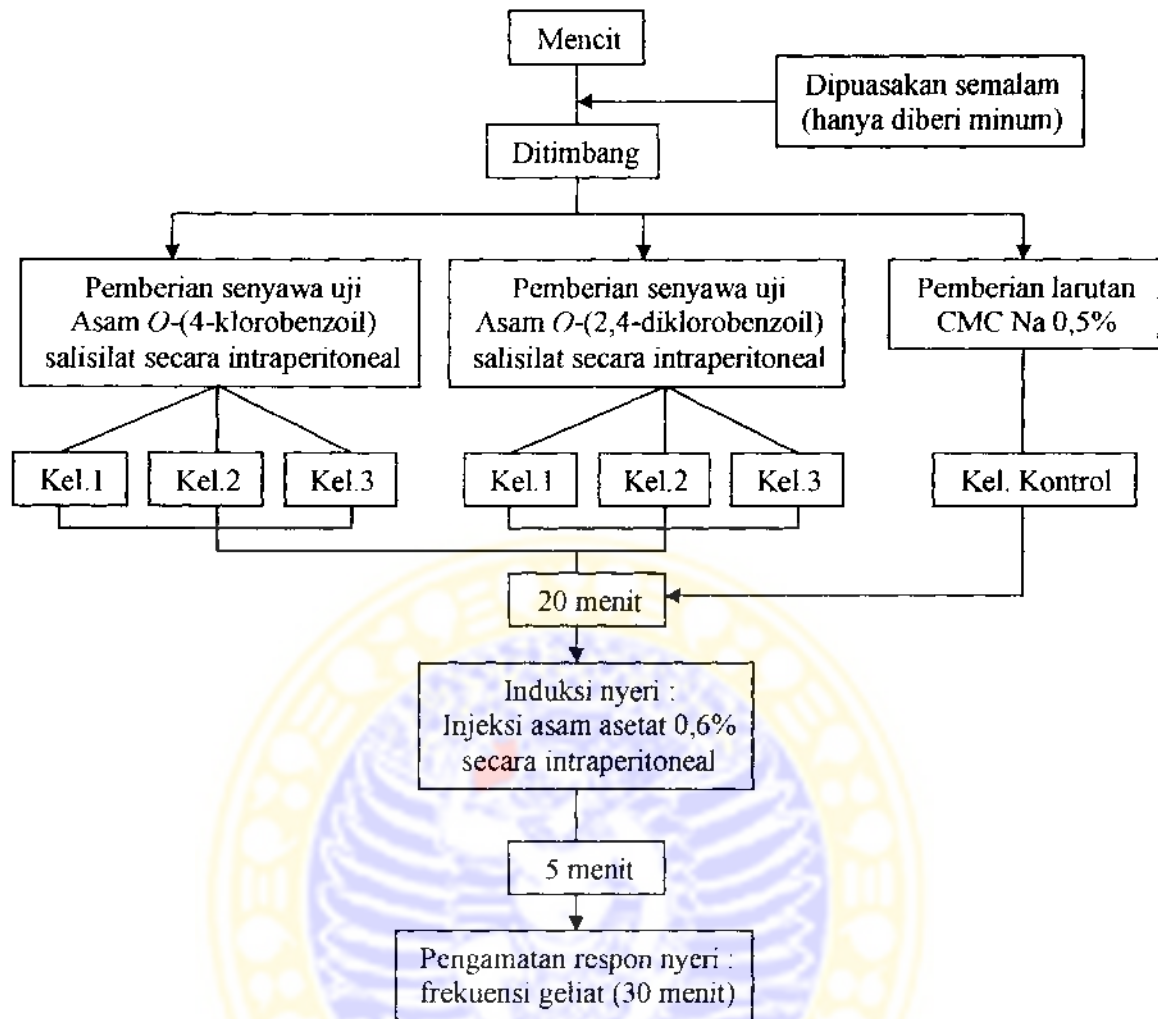 Mencit
Dipuasakan semalam
(hanya diberi minum)
Ditimbang
Pemberian senyawa uji
Asam O-(4-klorobenzoil)
salisilat secara intraperitoneal
Pemberian senyawa uji
Asam O-(2,4-diklorobenzoil)
salisilat secara intraperitoneal
Pemberian larutan
CMC Na 0,5%
Kel.1
Kel.2
Kel.3
Kel.1
Kel.2
Kel.3
Kel. Kontrol
20 menit
Induksi nyeri :
Injeksi asam asetat 0,6%
secara intraperitoneal
5 menit
Pengamatan respon nyeri :
frekuensi geliat (30 menit)